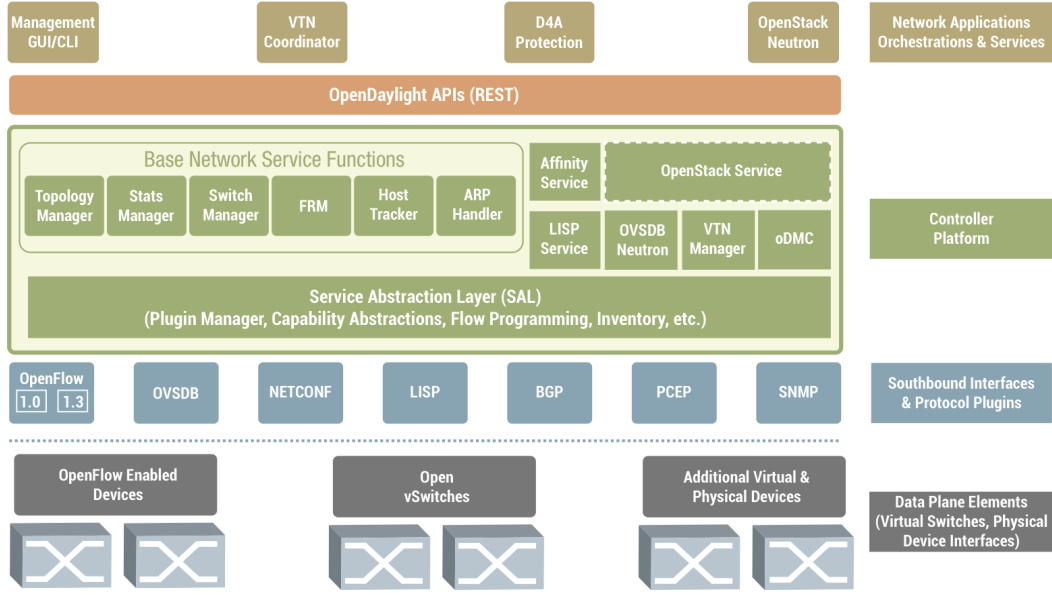 Management
GUI/CLI
VTN
Coordinator
D4A
Protection
OpenStack
Neutron
Network Applications
Orchestrations & Services
OpenDaylight APIs (REST)
Base Network Service Functions
Topology
Manager
Stats
Manager
Switch
Manager
FRM
Host
Tracker
ARP
Handler
Affinity
Service
OpenStack Service
LISP
Service
OVSDB
Neutron
VTN
Manager
oDMC
Controller
Platform
Service Abstraction Layer (SAL)
(Plugin Manager, Capability Abstractions, Flow Programming, Inventory, etc.)
OpenFlow
1.0 1.3
OVSDB
NETCONF
LISP
BGP
PCEP
SNMP
Southbound Interfaces
& Protocol Plugins
OpenFlow Enabled
Devices
Open
vSwitches
Additional Virtual &
Physical Devices
Data Plane Elements
(Virtual Switches, Physical
Device Interfaces)